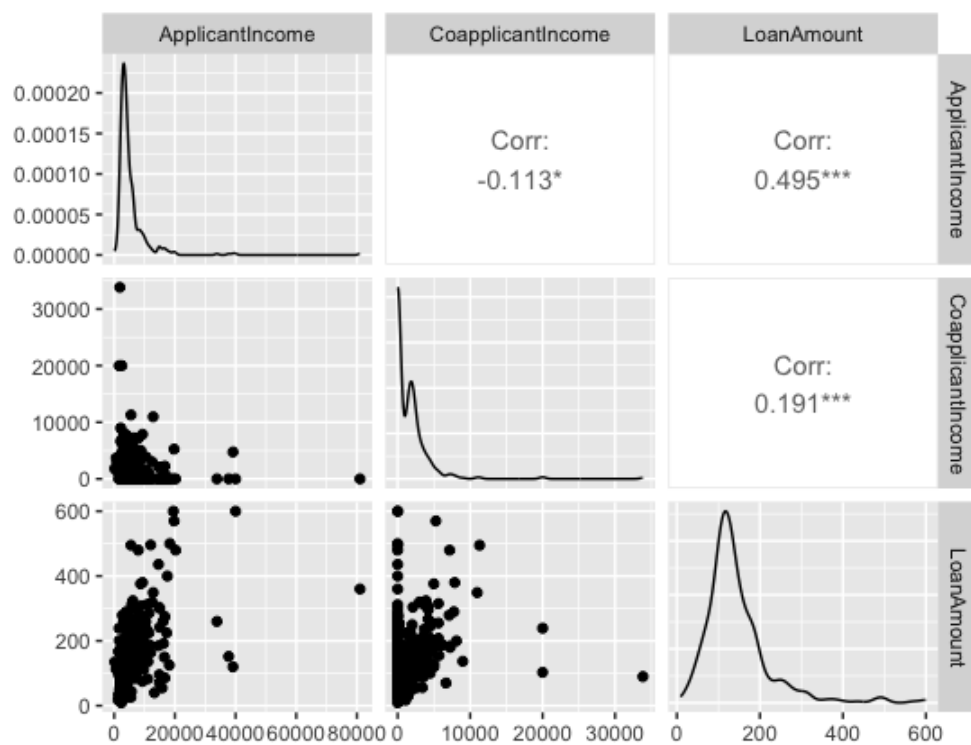 ApplicantIncome CoapplicantIncome LoanAmount
0.00020
0.00015
0.00010
0.00005
0.00000
Corr:
-0.113*
Corr:
0.495***
ApplicantIncome
30000
20000
10000
0
Corr:
0.191***
CoapplicantIncome
600
400
200
0
LoanAmount
0 20000 40000 60000 80000 0 10000 20000 30000 0 200 400 600